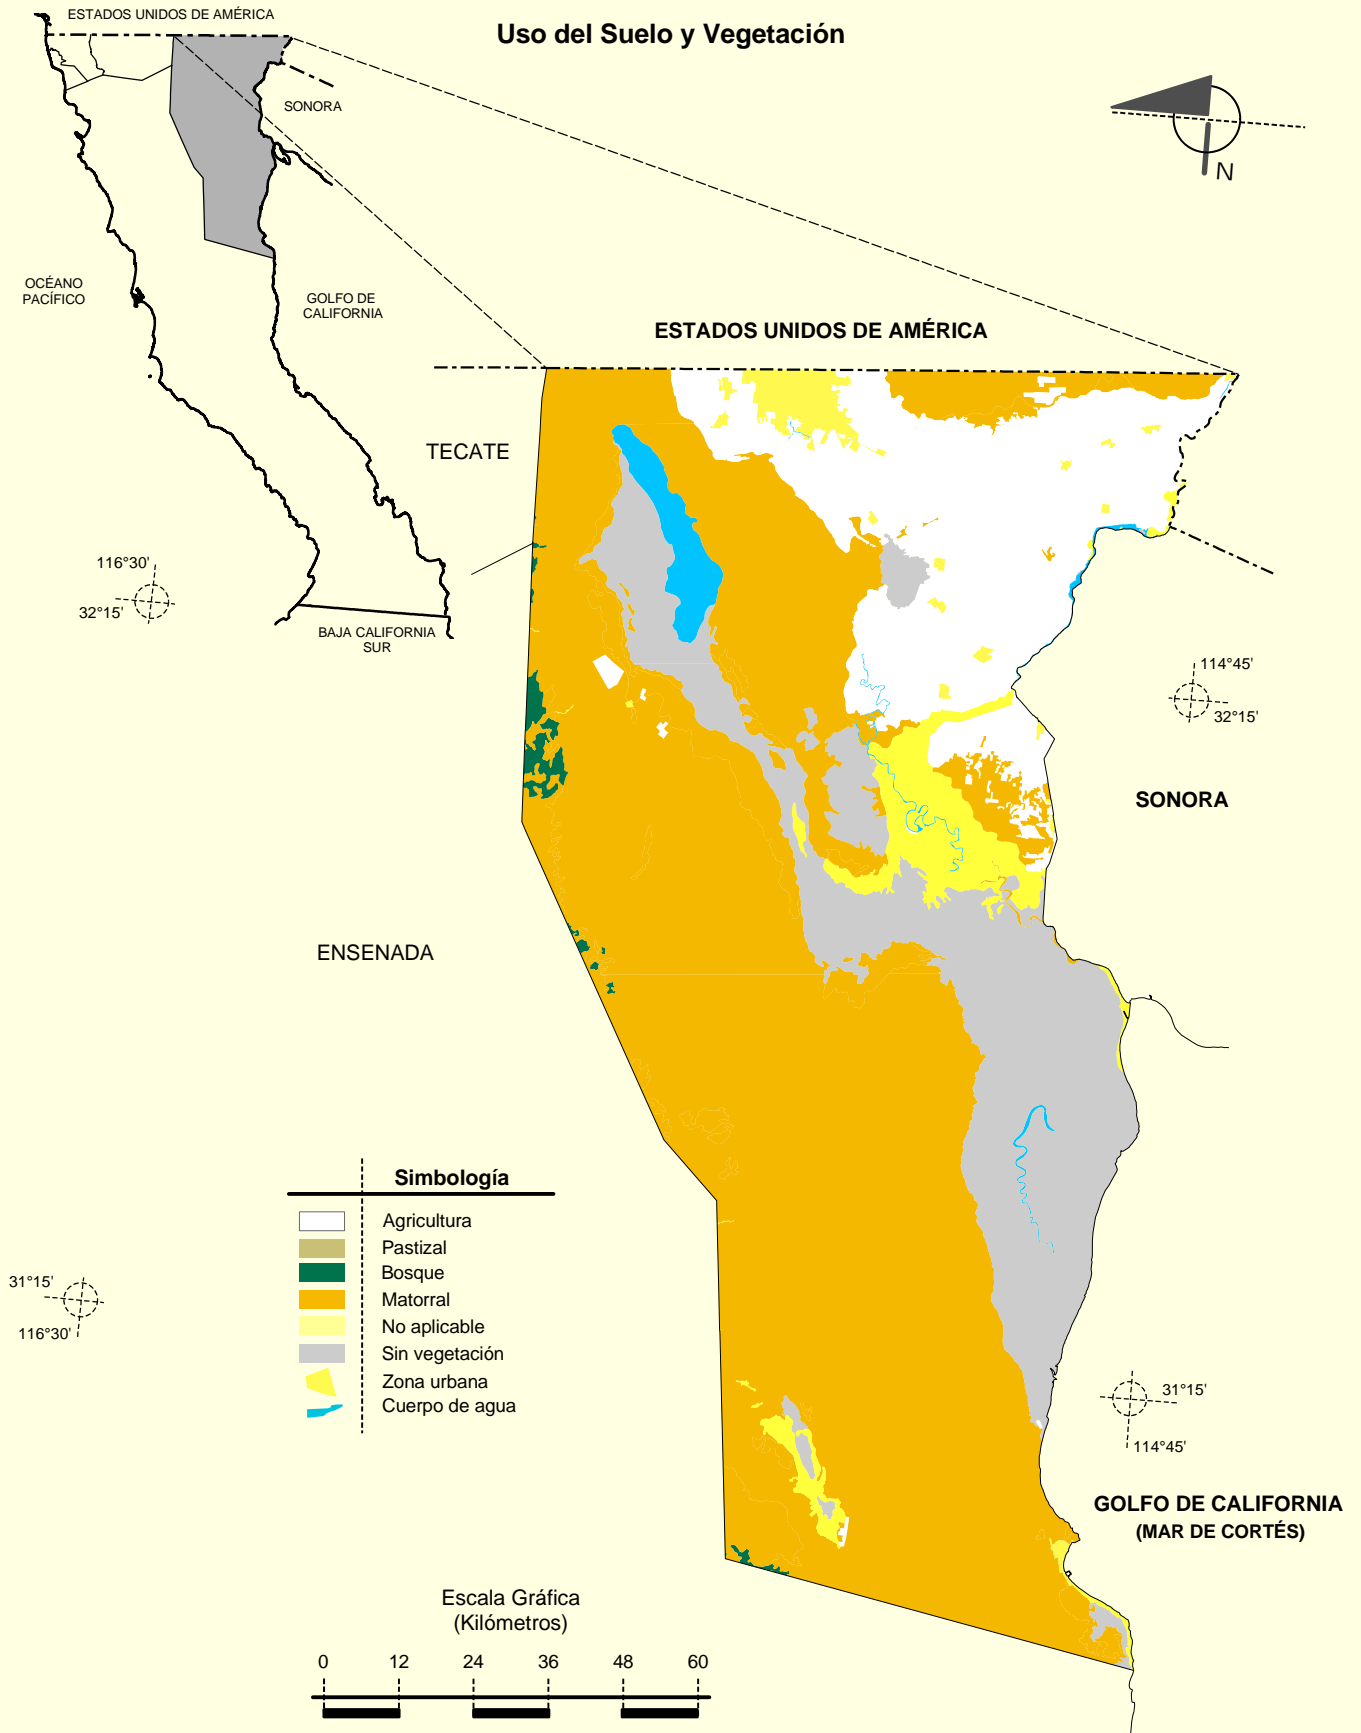 ESTADOS UNIDOS DE AMÉRICA
Uso del Suelo y Vegetación
SONORA
N
OCÉANO
PACÍFICO
GOLFO DE
CALIFORNIA
ESTADOS UNIDOS DE AMÉRICA
TECATE
116°30'
32°15'
BAJA CALIFORNIA
SUR
114°45'
32°15'
SONORA
ENSENADA
Simbología
Agricultura
Pastizal
Bosque
Matorral
No aplicable
Sin vegetación
Zona urbana
Cuerpo de agua
31°15'
116°30'
31°15'
114°45'
GOLFO DE CALIFORNIA
(MAR DE CORTÉS)
Escala Gráfica
(Kilómetros)
0 12 24 36 48 60